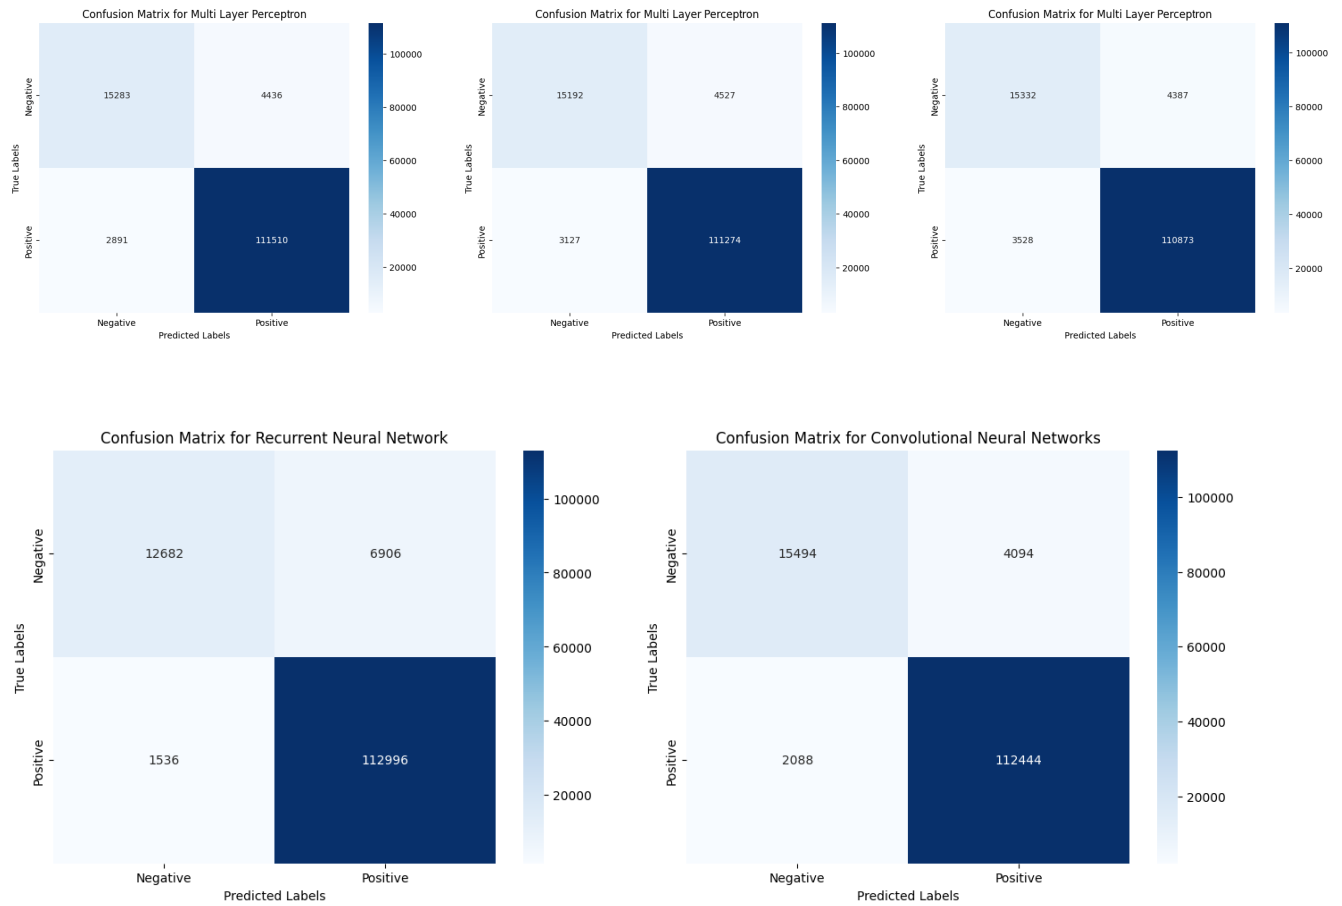 Confusion Matrix for Multi Layer Perceptron
Negative
15283
4436
Positive
2891
111510
True Labels
Negative
Positive
Predicted Labels
100000
80000
60000
40000
20000
Confusion Matrix for Multi Layer Perceptron
Negative
15192
4527
Positive
3127
111274
True Labels
Negative
Positive
Predicted Labels
100000
80000
60000
40000
20000
Confusion Matrix for Multi Layer Perceptron
Negative
15332
4387
Positive
3528
110873
True Labels
Negative
Positive
Predicted Labels
100000
80000
60000
40000
20000
Confusion Matrix for Recurrent Neural Network
Negative
12682
6906
Positive
1536
112996
True Labels
Negative
Positive
Predicted Labels
100000
80000
60000
40000
20000
Confusion Matrix for Convolutional Neural Networks
Negative
15494
4094
Positive
2088
112444
True Labels
Negative
Positive
Predicted Labels
100000
80000
60000
40000
20000